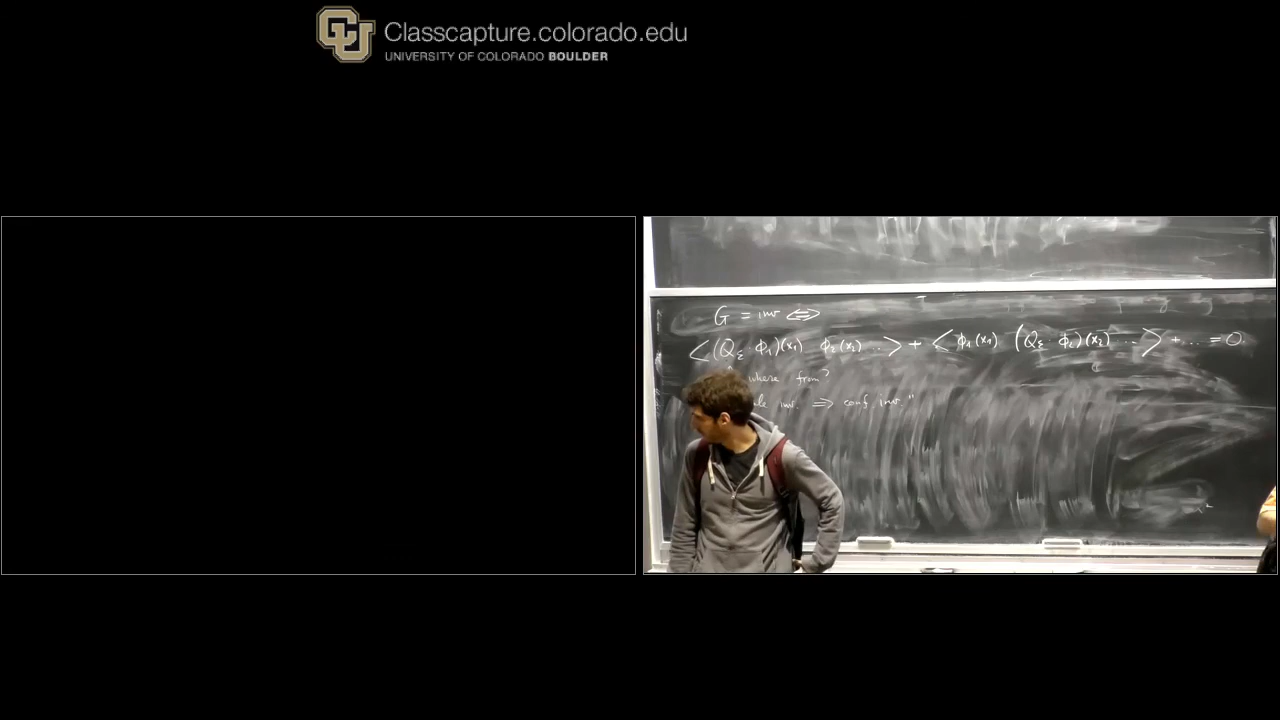 Classcapture.colorado.edu
UNIVERSITY OF COLORADO BOULDER
G = inv ⟺
⟨(Q_ε · φ₁)(x₁) φ₂(x₂) ..⟩ + ⟨φ₁(x₁) (Q_ε · φ₂)(x₂) ...⟩ + ... = 0.
where from?
inv. ⟹ conf. inv."